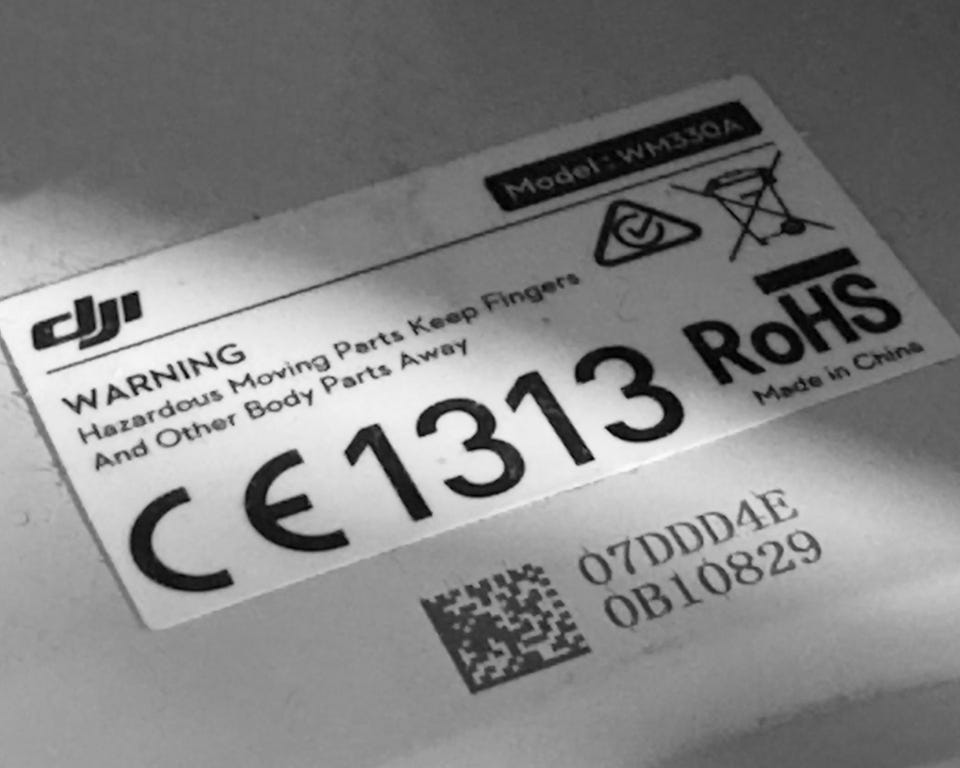 Model: WM330A
dji
WARNING
Hazardous Moving Parts Keep Fingers
And Other Body Parts Away
CE1313
RoHS
Made in China
07DDD4E
0B10829